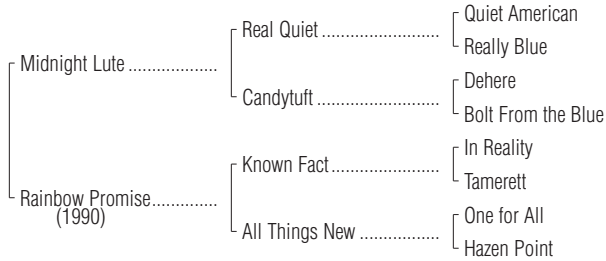 Quiet American
Real Quiet
Really Blue
Midnight Lute
Dehere
Candytuft
Bolt From the Blue
In Reality
Known Fact
Tamerett
Rainbow Promise
(1990)
One for All
All Things New
Hazen Point